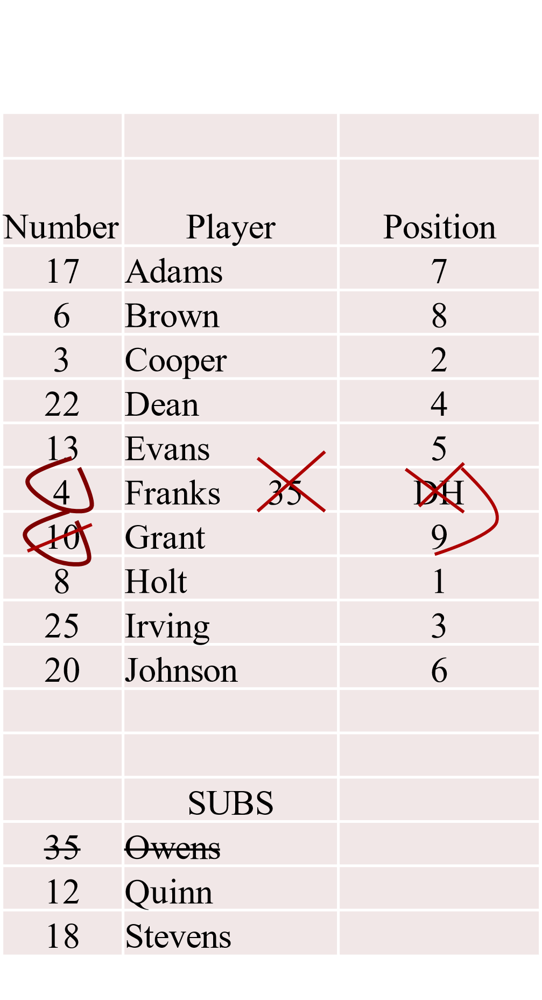 Number Player Position
17 Adams 7
6 Brown 8
3 Cooper 2
22 Dean 4
13 Evans 5
4 Franks 35 DH
10 Grant 9
8 Holt 1
25 Irving 3
20 Johnson 6
SUBS
35 Owens
12 Quinn
18 Stevens